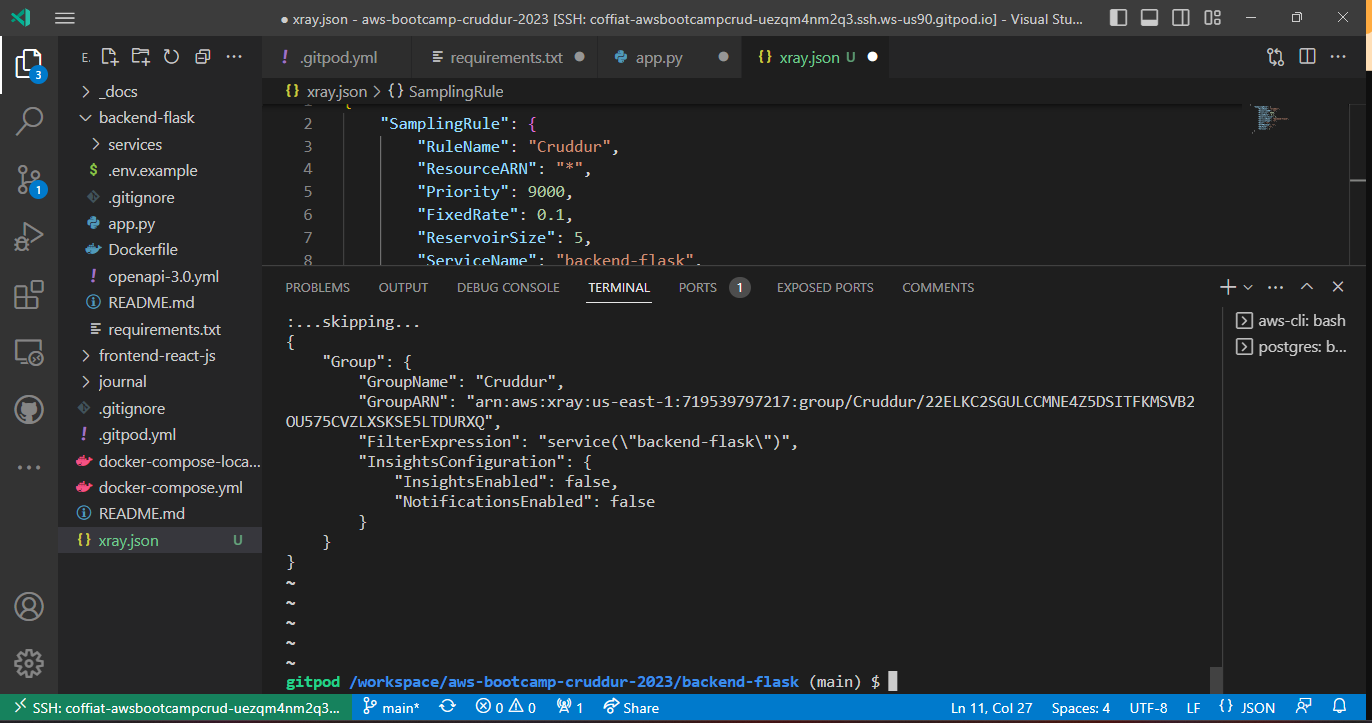 ● xray.json - aws-bootcamp-cruddur-2023 [SSH: coffiat-awsbootcampcrud-uezqm4nm2q3.ssh.ws-us90.gitpod.io] - Visual Stu...
E.
! .gitpod.yml
requirements.txt ●
app.py ●
{} xray.json U ●
{} xray.json > {} SamplingRule
3
1
_docs
backend-flask
services
$ .env.example
.gitignore
app.py
Dockerfile
! openapi-3.0.yml
README.md
requirements.txt
frontend-react-js
journal
.gitignore
! .gitpod.yml
docker-compose-loca...
docker-compose.yml
README.md
{} xray.json U
2 "SamplingRule": {
3 "RuleName": "Cruddur",
4 "ResourceARN": "*",
5 "Priority": 9000,
6 "FixedRate": 0.1,
7 "ReservoirSize": 5,
8 "ServiceName": "backend-flask",
PROBLEMS OUTPUT DEBUG CONSOLE TERMINAL PORTS 1 EXPOSED PORTS COMMENTS
aws-cli: bash
postgres: b...
:...skipping...
{
"Group": {
"GroupName": "Cruddur",
"GroupARN": "arn:aws:xray:us-east-1:719539797217:group/Cruddur/22ELKC2SGULCCMNE4Z5DSITFKMSVB2
OU575CVZLXSKSE5LTDURXQ",
"FilterExpression": "service(\"backend-flask\")",
"InsightsConfiguration": {
"InsightsEnabled": false,
"NotificationsEnabled": false
}
}
}
~
~
~
~
~
gitpod /workspace/aws-bootcamp-cruddur-2023/backend-flask (main) $
SSH: coffiat-awsbootcampcrud-uezqm4nm2q3... main* 0 0 1 Share Ln 11, Col 27 Spaces: 4 UTF-8 LF {} JSON